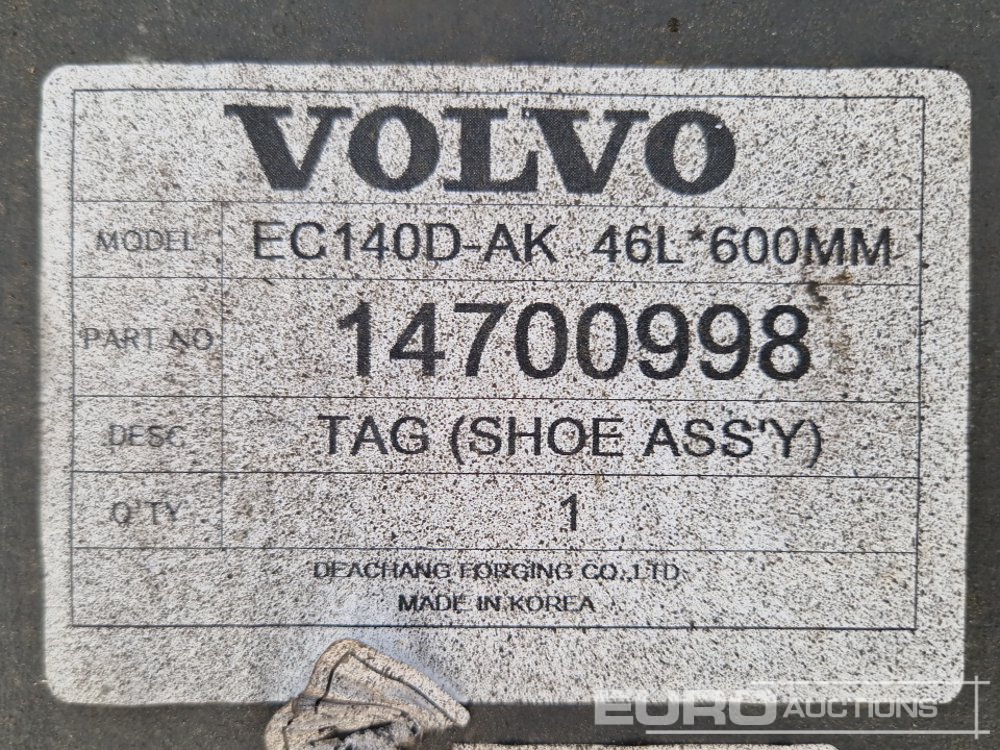 VOLVO
MODEL EC140D-AK 46L*600MM
PART NO 14700998
DESC TAG (SHOE ASS'Y)
Q'TY 1
DEACHANG FORGING CO.,LTD
MADE IN KOREA
EURO AUCTIONS